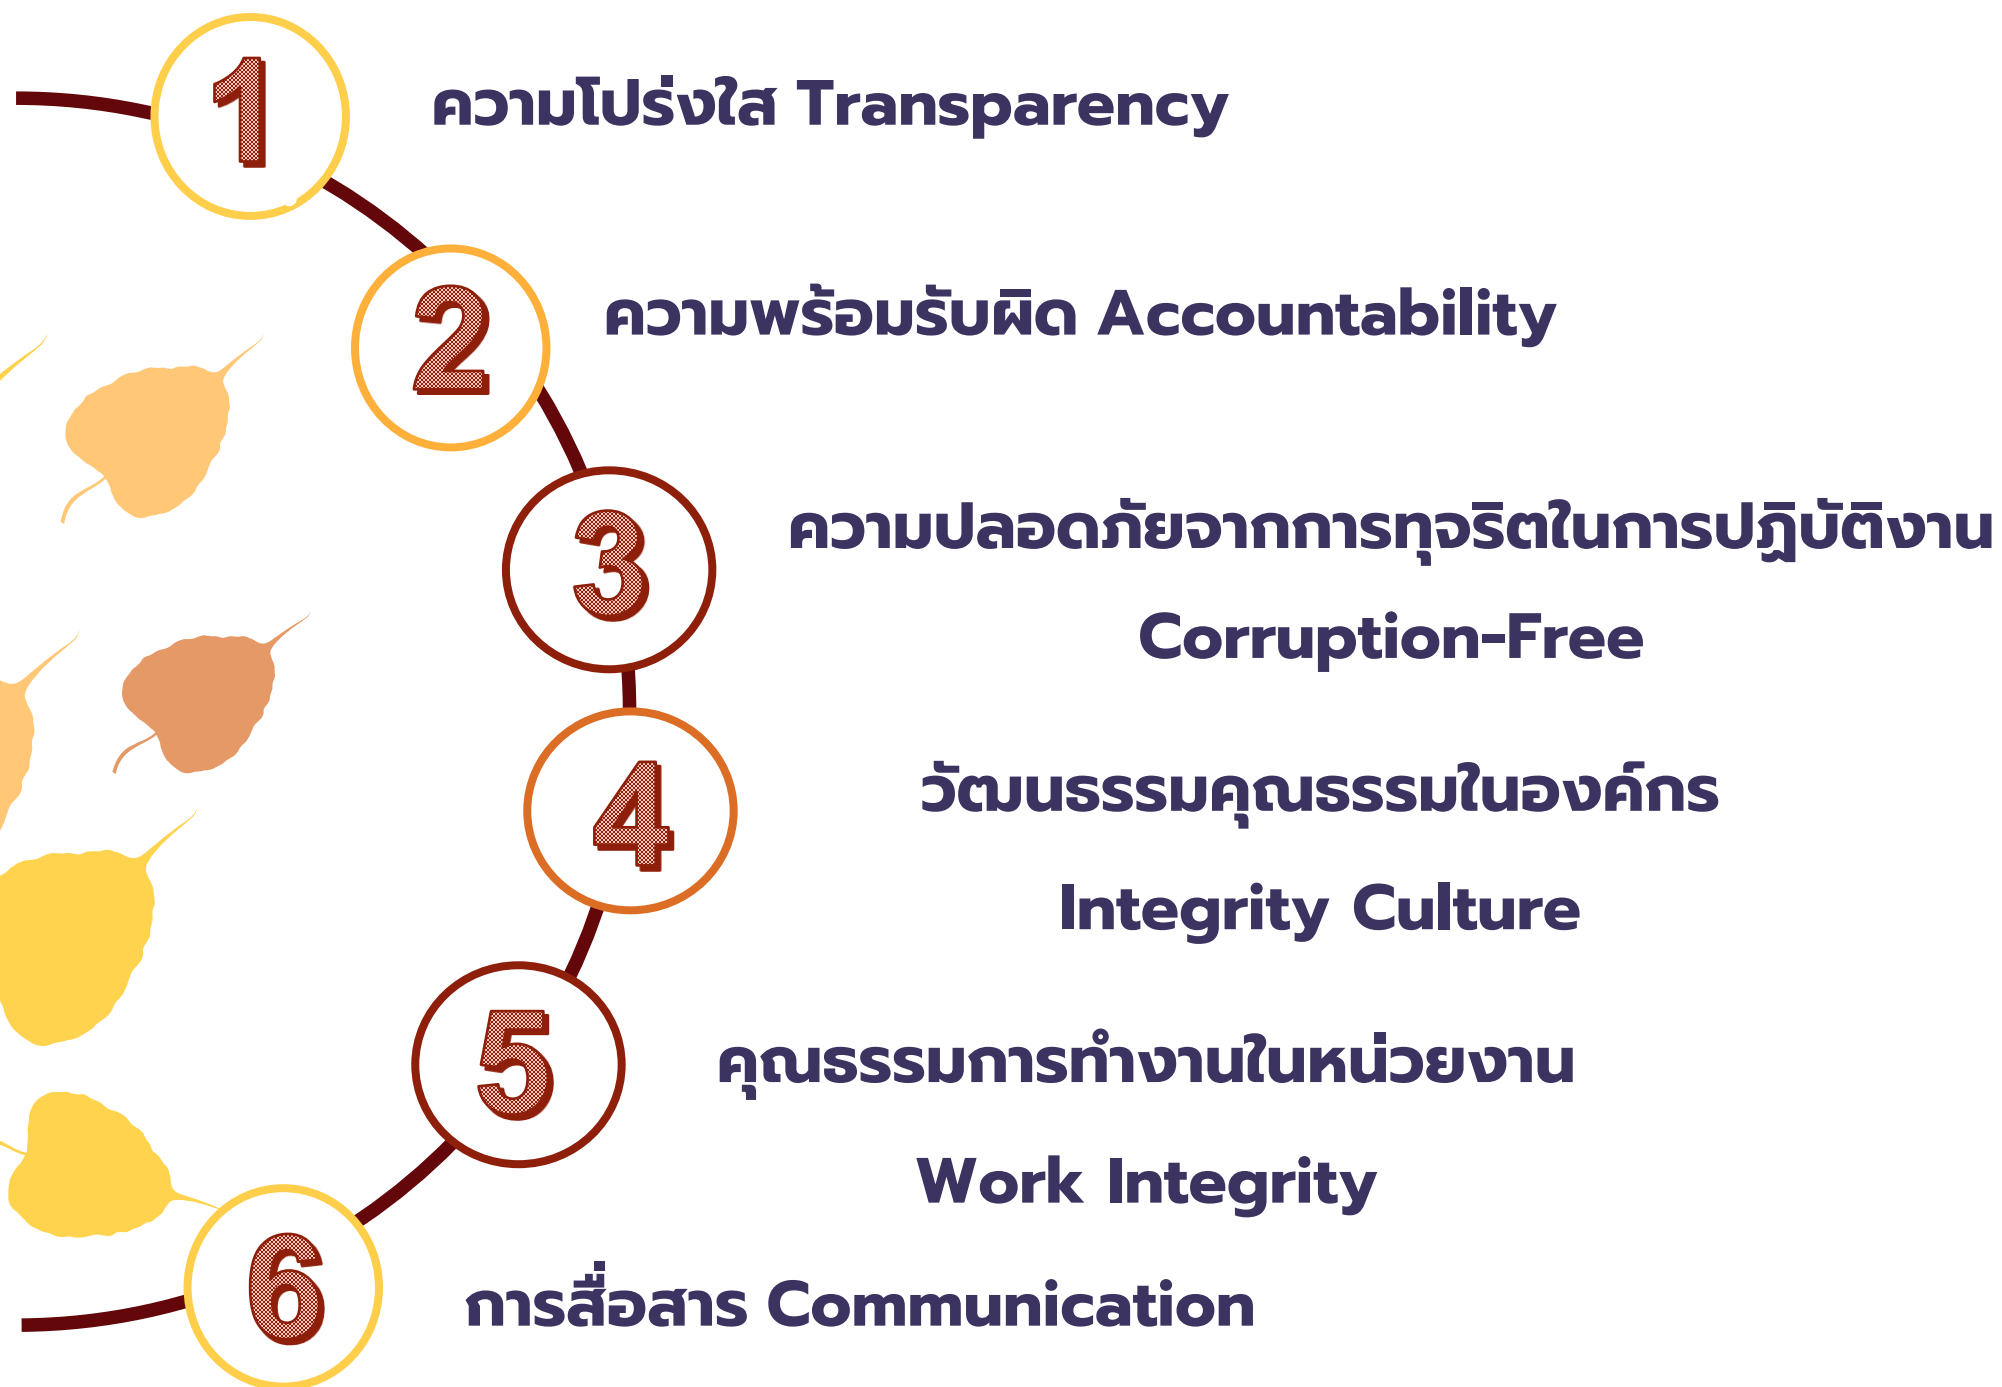 1
ความโปร่งใส Transparency
2
ความพร้อมรับผิด Accountability
3
ความปลอดภัยจากการทุจริตในการปฏิบัติงาน
Corruption-Free
4
วัฒนธรรมคุณธรรมในองค์กร
Integrity Culture
5
คุณธรรมการทำงานในหน่วยงาน
Work Integrity
6
การสื่อสาร Communication